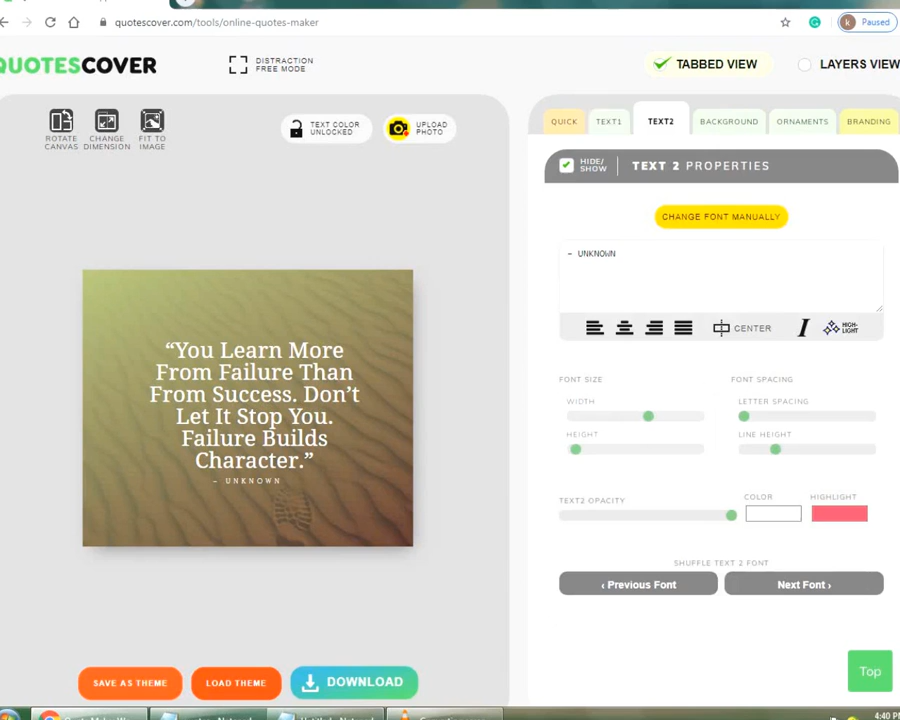 quotescover.com/tools/online-quotes-maker
k Paused
QUOTESCOVER
DISTRACTION
FREE MODE
TABBED VIEW
LAYERS VIEW
ROTATE
CANVAS
CHANGE
DIMENSION
FIT TO
IMAGE
TEXT COLOR
UNLOCKED
UPLOAD
PHOTO
QUICK
TEXT1
TEXT2
BACKGROUND
ORNAMENTS
BRANDING
HIDE/
SHOW
TEXT 2 PROPERTIES
CHANGE FONT MANUALLY
– UNKNOWN
CENTER
I
HIGH-
LIGHT
“You Learn More
From Failure Than
From Success. Don’t
Let It Stop You.
Failure Builds
Character.”
– UNKNOWN
FONT SIZE
FONT SPACING
WIDTH
LETTER SPACING
HEIGHT
LINE HEIGHT
TEXT2 OPACITY
COLOR
HIGHLIGHT
SHUFFLE TEXT 2 FONT
‹ Previous Font
Next Font ›
Top
SAVE AS THEME
LOAD THEME
DOWNLOAD
4:40 PM